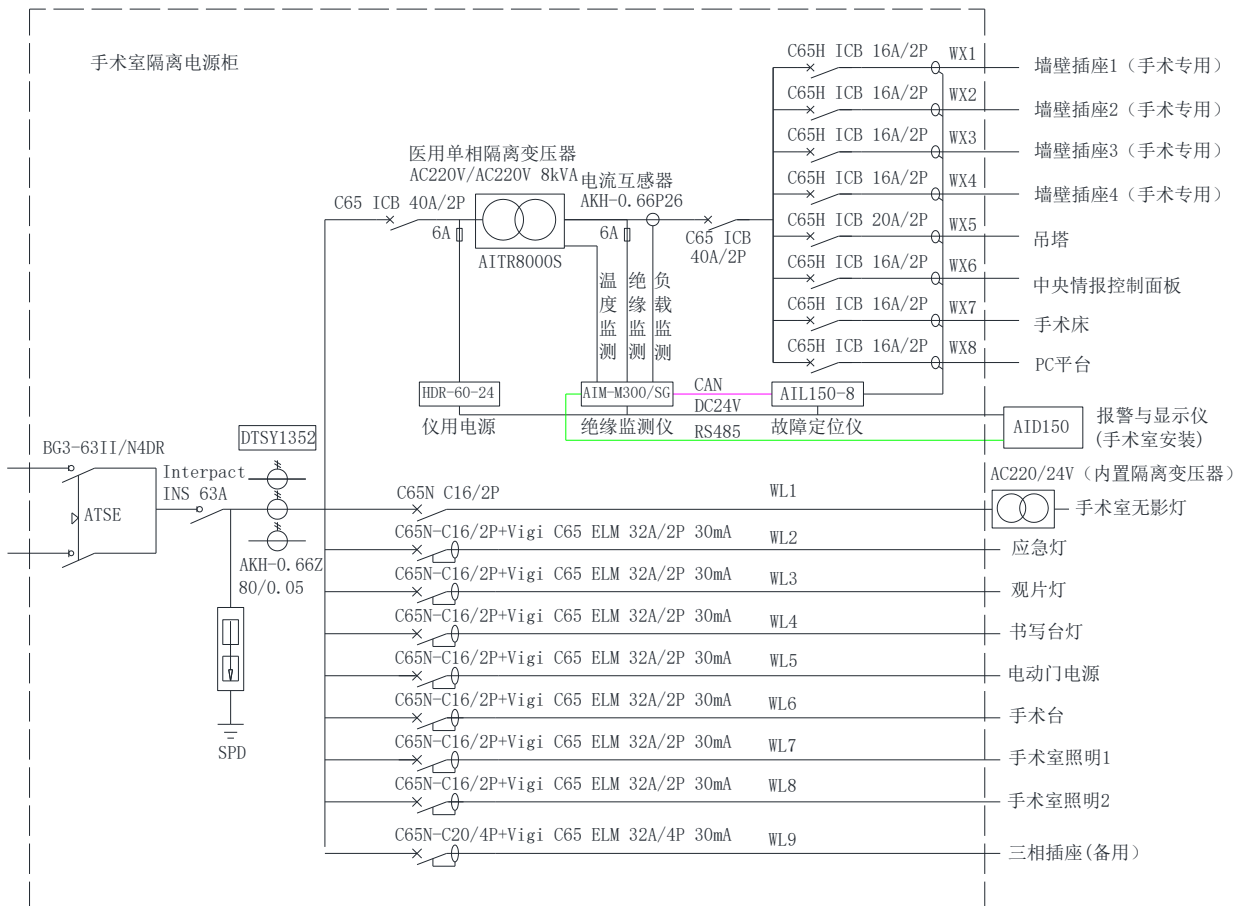 手术室隔离电源柜
C65H ICB 16A/2P
WX1
墙壁插座1（手术专用）
C65H ICB 16A/2P
WX2
墙壁插座2（手术专用）
C65H ICB 16A/2P
WX3
墙壁插座3（手术专用）
C65H ICB 16A/2P
WX4
墙壁插座4（手术专用）
C65H ICB 20A/2P
WX5
吊塔
C65H ICB 16A/2P
WX6
中央情报控制面板
C65H ICB 16A/2P
WX7
手术床
C65H ICB 16A/2P
WX8
PC平台
医用单相隔离变压器
AC220V/AC220V 8kVA
电流互感器
AKH-0.66P26
C65 ICB 40A/2P
6A
AITR8000S
6A
C65 ICB
40A/2P
温度监测
绝缘监测
负载监测
HDR-60-24
仪用电源
AIM-M300/SG
绝缘监测仪
CAN
DC24V
RS485
AIL150-8
故障定位仪
AID150
报警与显示仪
(手术室安装)
BG3-63II/N4DR
ATSE
Interpact
INS 63A
DTSY1352
AKH-0.66Z
80/0.05
SPD
C65N C16/2P
WL1
AC220/24V（内置隔离变压器）
手术室无影灯
C65N-C16/2P+Vigi C65 ELM 32A/2P 30mA
WL2
应急灯
C65N-C16/2P+Vigi C65 ELM 32A/2P 30mA
WL3
观片灯
C65N-C16/2P+Vigi C65 ELM 32A/2P 30mA
WL4
书写台灯
C65N-C16/2P+Vigi C65 ELM 32A/2P 30mA
WL5
电动门电源
C65N-C16/2P+Vigi C65 ELM 32A/2P 30mA
WL6
手术台
C65N-C16/2P+Vigi C65 ELM 32A/2P 30mA
WL7
手术室照明1
C65N-C16/2P+Vigi C65 ELM 32A/2P 30mA
WL8
手术室照明2
C65N-C20/4P+Vigi C65 ELM 32A/4P 30mA
WL9
三相插座(备用）